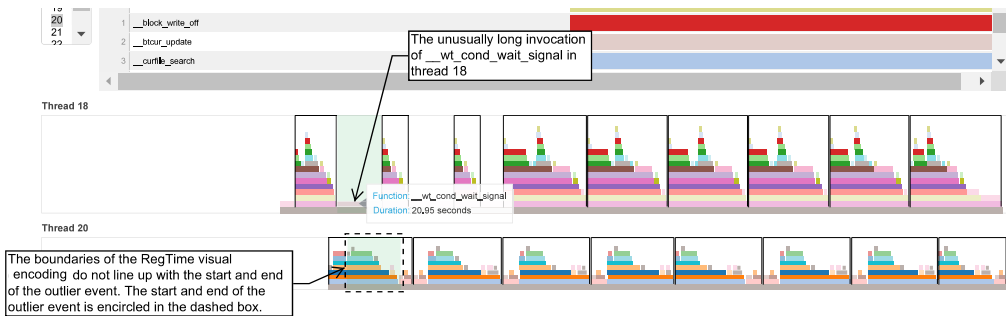 19
20
21
22
1 __block_write_off
2 __btcur_update
3 __curfile_search
The unusually long invocation
of __wt_cond_wait_signal in
thread 18
Thread 18
Function: __wt_cond_wait_signal
Duration: 20.95 seconds
Thread 20
The boundaries of the RegTime visual
encoding do not line up with the start and end
of the outlier event. The start and end of the
outlier event is encircled in the dashed box.